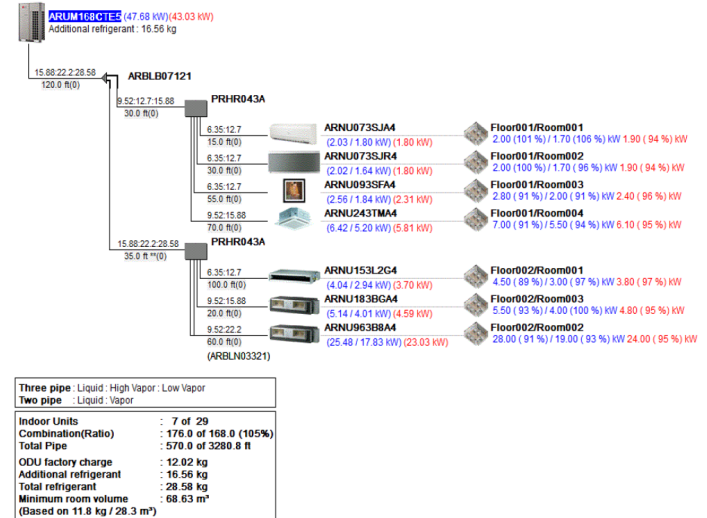 ARUM168CTE5 (47.68 kW)(43.03 kW)
Additional refrigerant : 16.56 kg
15.88:22.2:28.58
120.0 ft(0)
ARBLB07121
9.52:12.7:15.88
30.0 ft(0)
PRHR043A
6.35:12.7
15.0 ft(0)
ARNU073SJA4
(2.03 / 1.80 kW) (1.80 kW)
Floor001/Room001
2.00 (101 %) / 1.70 (106 %) kW 1.90 ( 94 %) kW
6.35:12.7
30.0 ft(0)
ARNU073SJR4
(2.02 / 1.64 kW) (1.80 kW)
Floor001/Room002
2.00 (100 %) / 1.70 ( 96 %) kW 1.90 ( 94 %) kW
6.35:12.7
55.0 ft(0)
ARNU093SFA4
(2.56 / 1.84 kW) (2.31 kW)
Floor001/Room003
2.80 ( 91 %) / 2.00 ( 91 %) kW 2.40 ( 96 %) kW
9.52:15.88
70.0 ft(0)
ARNU243TMA4
(6.42 / 5.20 kW) (5.81 kW)
Floor001/Room004
7.00 ( 91 %) / 5.50 ( 94 %) kW 6.10 ( 95 %) kW
15.88:22.2:28.58
35.0 ft **(0)
PRHR043A
6.35:12.7
100.0 ft(0)
ARNU153L2G4
(4.04 / 2.94 kW) (3.70 kW)
Floor002/Room001
4.50 ( 89 %) / 3.00 ( 97 %) kW 3.80 ( 97 %) kW
9.52:15.88
20.0 ft(0)
ARNU183BGA4
(5.14 / 4.01 kW) (4.59 kW)
Floor002/Room003
5.50 ( 93 %) / 4.00 (100 %) kW 4.80 ( 95 %) kW
9.52:22.2
60.0 ft(0)
(ARBLN03321)
ARNU963B8A4
(25.48 / 17.83 kW) (23.03 kW)
Floor002/Room002
28.00 ( 91 %) / 19.00 ( 93 %) kW 24.00 ( 95 %) kW
Three pipe : Liquid : High Vapor : Low Vapor
Two pipe : Liquid : Vapor
Indoor Units : 7 of 29
Combination(Ratio) : 176.0 of 168.0 (105%)
Total Pipe : 570.0 of 3280.8 ft
ODU factory charge : 12.02 kg
Additional refrigerant : 16.56 kg
Total refrigerant : 28.58 kg
Minimum room volume : 68.63 m³
(Based on 11.8 kg / 28.3 m³)